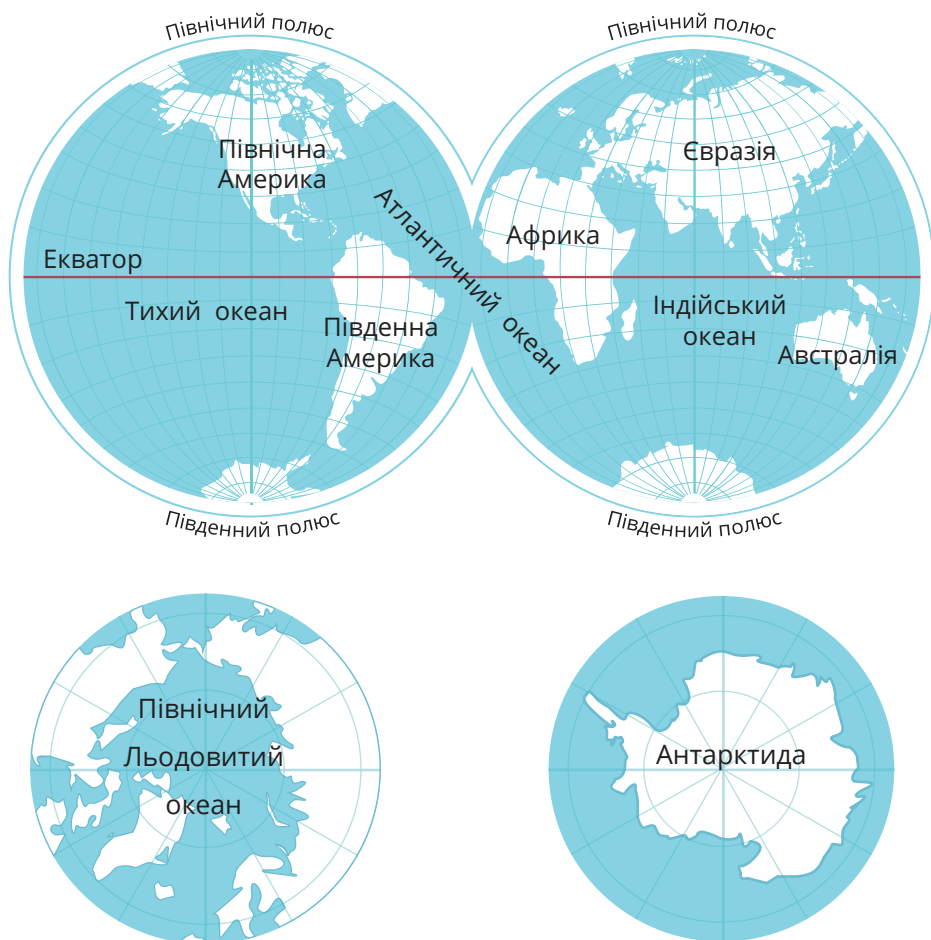 Північний полюс
Північний полюс
Північна
Америка
Євразія
Атлантичний океан
Африка
Екватор
Тихий океан
Південна
Америка
Індійський
океан
Австралія
Південний полюс
Південний полюс
Північний
Льодовитий
океан
Антарктида